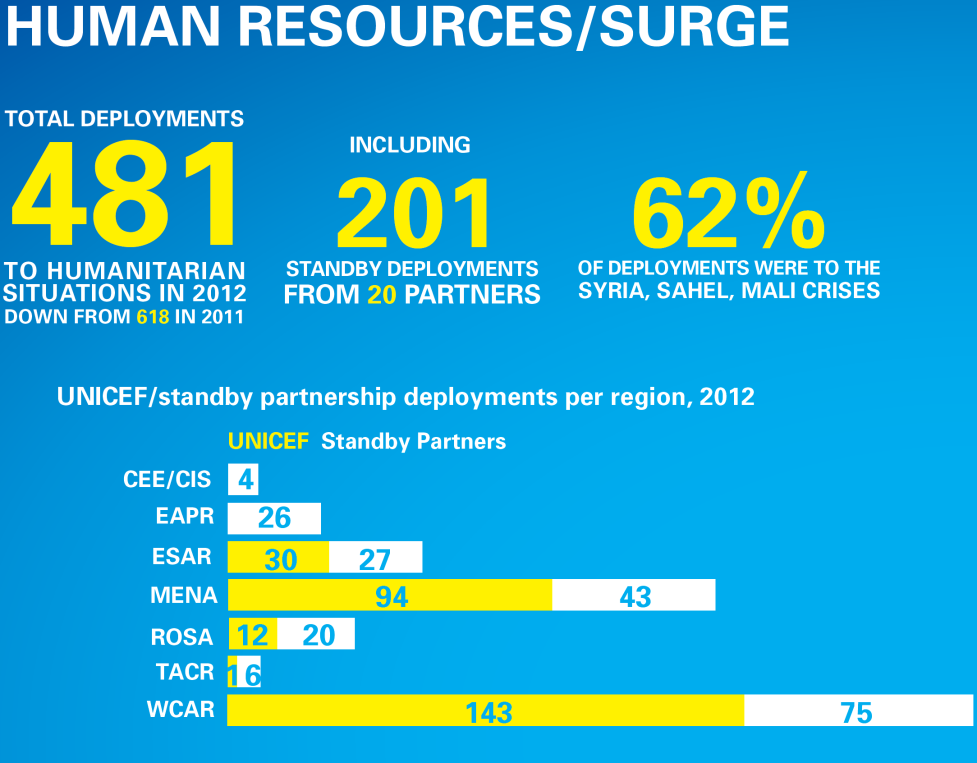 HUMAN RESOURCES/SURGE
TOTAL DEPLOYMENTS
481
TO HUMANITARIAN
SITUATIONS IN 2012
DOWN FROM 618 IN 2011
INCLUDING
201
STANDBY DEPLOYMENTS
FROM 20 PARTNERS
62%
OF DEPLOYMENTS WERE TO THE
SYRIA, SAHEL, MALI CRISES
UNICEF/standby partnership deployments per region, 2012
UNICEF Standby Partners
CEE/CIS 4
EAPR 26
ESAR 30 27
MENA 94 43
ROSA 12 20
TACR 1 6
WCAR 143 75